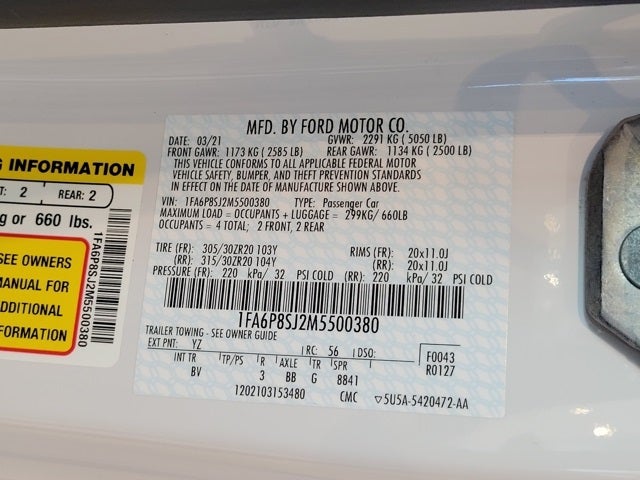 MFD. BY FORD MOTOR CO.
DATE: 03/21 GVWR: 2291 KG ( 5050 LB)
FRONT GAWR: 1173 KG ( 2585 LB) REAR GAWR: 1134 KG ( 2500 LB)
THIS VEHICLE CONFORMS TO ALL APPLICABLE FEDERAL MOTOR
VEHICLE SAFETY, BUMPER, AND THEFT PREVENTION STANDARDS
IN EFFECT ON THE DATE OF MANUFACTURE SHOWN ABOVE.
VIN: 1FA6P8SJ2M5500380 TYPE: Passenger Car
MAXIMUM LOAD = OCCUPANTS + LUGGAGE = 299KG/ 660LB
OCCUPANTS = 4 TOTAL; 2 FRONT, 2 REAR
TIRE (FR): 305/30ZR20 103Y RIMS (FR): 20x11.0J
(RR): 315/30ZR20 104Y (RR): 20x11.0J
PRESSURE (FR): 220 kPa/ 32 PSI COLD (RR): 220 kPa/ 32 PSI COLD
1FA6P8SJ2M5500380
TRAILER TOWING - SEE OWNER GUIDE
EXT PNT: YZ RC: 56 DSO: F0043
R0127
INT TR TP/PS R AXLE TR SPR
BV 3 BB G 8841
1202103153480 CMC ▽5U5A-5420472-AA
G INFORMATION
T: 2 REAR: 2
g or 660 lbs.
SEE OWNERS
MANUAL FOR
ADDITIONAL
INFORMATION
1FA6P8SJ2M5500380